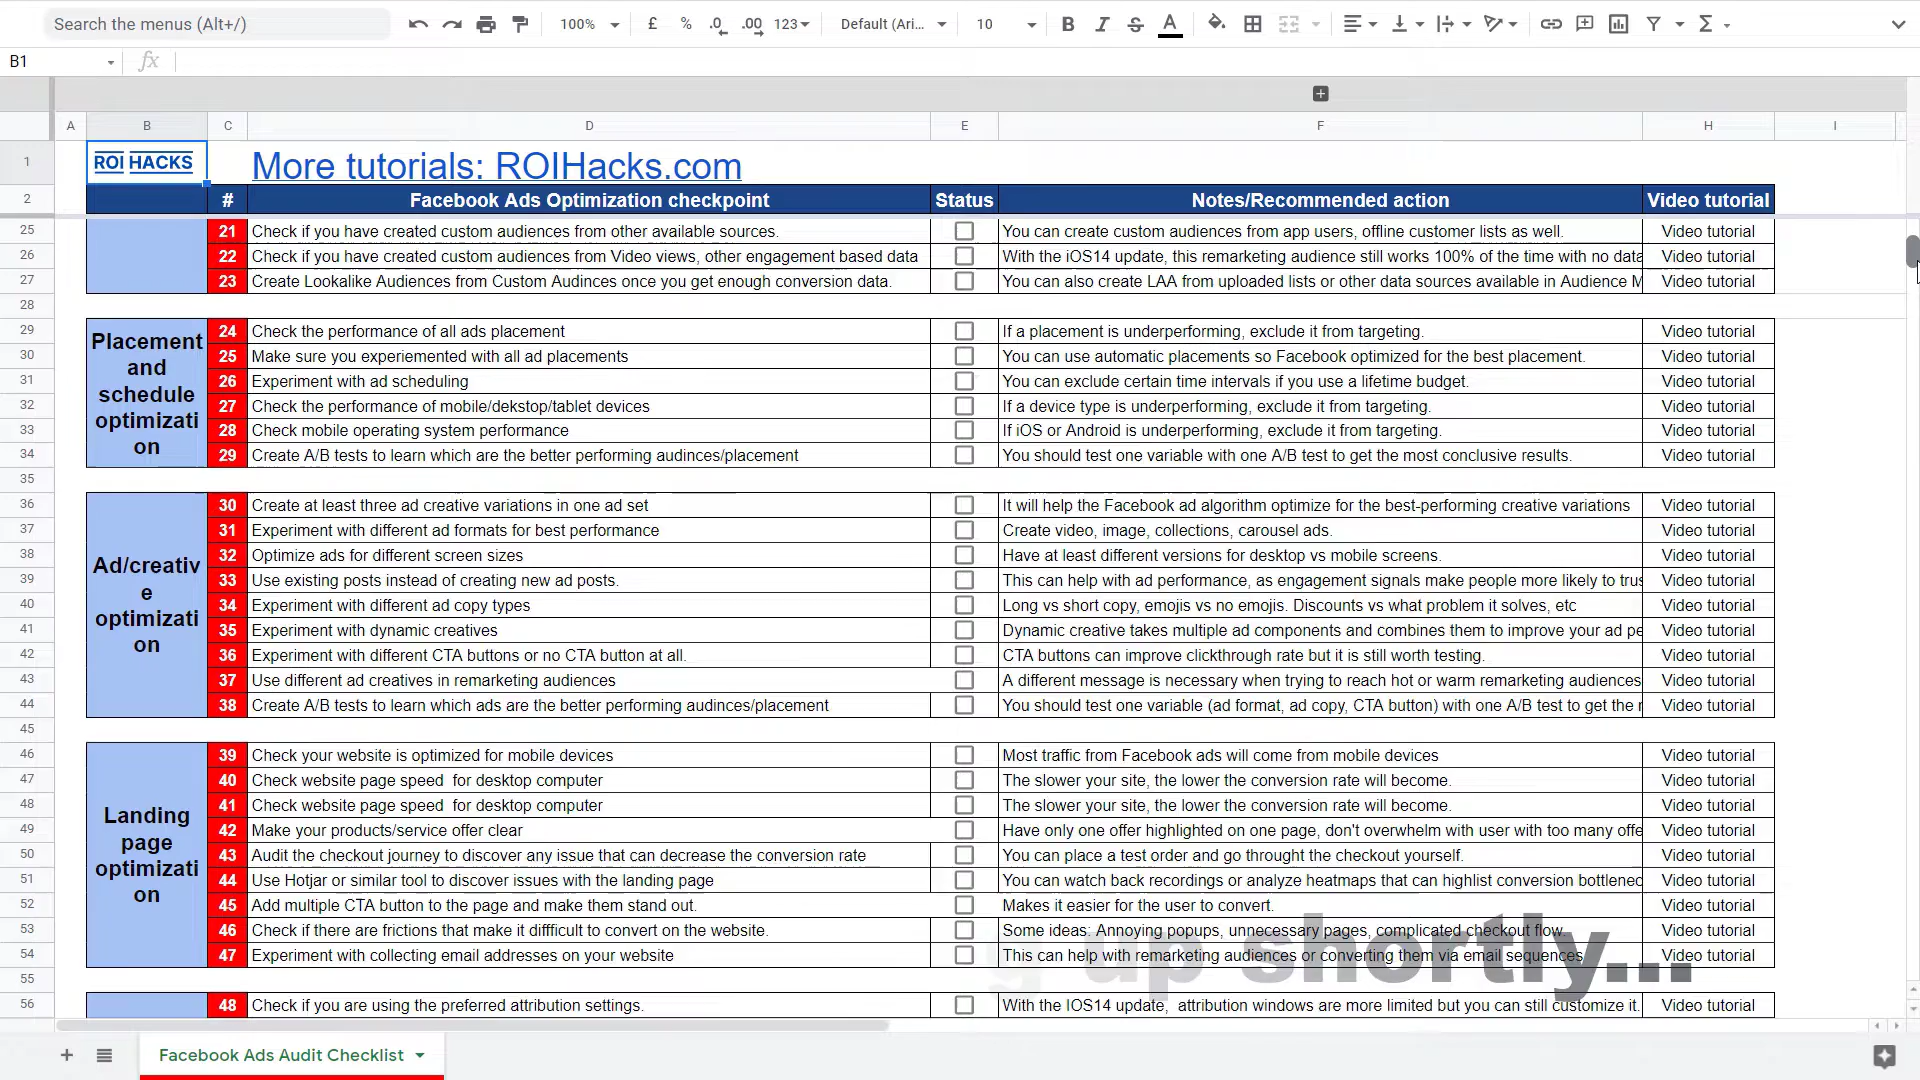 Search the menus (Alt+/) 100% £ % .0 .00 123 Default (Ari... 10 B I S A
B1 fx
A B C D E F H I
1 ROI HACKS More tutorials: ROIHacks.com
2 # Facebook Ads Optimization checkpoint Status Notes/Recommended action Video tutorial
25 21 Check if you have created custom audiences from other available sources. You can create custom audiences from app users, offline customer lists as well. Video tutorial
26 22 Check if you have created custom audiences from Video views, other engagement based data With the iOS14 update, this remarketing audience still works 100% of the time with no data Video tutorial
27 23 Create Lookalike Audiences from Custom Audinces once you get enough conversion data. You can also create LAA from uploaded lists or other data sources available in Audience M Video tutorial
28
Placement
and
schedule
optimizati
on
29 24 Check the performance of all ads placement If a placement is underperforming, exclude it from targeting. Video tutorial
30 25 Make sure you experiemented with all ad placements You can use automatic placements so Facebook optimized for the best placement. Video tutorial
31 26 Experiment with ad scheduling You can exclude certain time intervals if you use a lifetime budget. Video tutorial
32 27 Check the performance of mobile/dekstop/tablet devices If a device type is underperforming, exclude it from targeting. Video tutorial
33 28 Check mobile operating system performance If iOS or Android is underperforming, exclude it from targeting. Video tutorial
34 29 Create A/B tests to learn which are the better performing audinces/placement You should test one variable with one A/B test to get the most conclusive results. Video tutorial
35
Ad/creativ
e
optimizati
on
36 30 Create at least three ad creative variations in one ad set It will help the Facebook ad algorithm optimize for the best-performing creative variations Video tutorial
37 31 Experiment with different ad formats for best performance Create video, image, collections, carousel ads. Video tutorial
38 32 Optimize ads for different screen sizes Have at least different versions for desktop vs mobile screens. Video tutorial
39 33 Use existing posts instead of creating new ad posts. This can help with ad performance, as engagement signals make people more likely to trus Video tutorial
40 34 Experiment with different ad copy types Long vs short copy, emojis vs no emojis. Discounts vs what problem it solves, etc Video tutorial
41 35 Experiment with dynamic creatives Dynamic creative takes multiple ad components and combines them to improve your ad pe Video tutorial
42 36 Experiment with different CTA buttons or no CTA button at all. CTA buttons can improve clickthrough rate but it is still worth testing. Video tutorial
43 37 Use different ad creatives in remarketing audiences A different message is necessary when trying to reach hot or warm remarketing audiences Video tutorial
44 38 Create A/B tests to learn which ads are the better performing audinces/placement You should test one variable (ad format, ad copy, CTA button) with one A/B test to get the r Video tutorial
45
Landing
page
optimizati
on
46 39 Check your website is optimized for mobile devices Most traffic from Facebook ads will come from mobile devices Video tutorial
47 40 Check website page speed for desktop computer The slower your site, the lower the conversion rate will become. Video tutorial
48 41 Check website page speed for desktop computer The slower your site, the lower the conversion rate will become. Video tutorial
49 42 Make your products/service offer clear Have only one offer highlighted on one page, don't overwhelm with user with too many offe Video tutorial
50 43 Audit the checkout journey to discover any issue that can decrease the conversion rate You can place a test order and go throught the checkout yourself. Video tutorial
51 44 Use Hotjar or similar tool to discover issues with the landing page You can watch back recordings or analyze heatmaps that can highlist conversion bottlenec Video tutorial
52 45 Add multiple CTA button to the page and make them stand out. Makes it easier for the user to convert. Video tutorial
53 46 Check if there are frictions that make it difficult to convert on the website. Some ideas: Annoying popups, unnecessary pages, complicated checkout flow. Video tutorial
54 47 Experiment with collecting email addresses on your website This can help with remarketing audiences or converting them via email sequences Video tutorial
g up shortly...
55
56 48 Check if you are using the preferred attribution settings. With the IOS14 update, attribution windows are more limited but you can still customize it. Video tutorial
Facebook Ads Audit Checklist